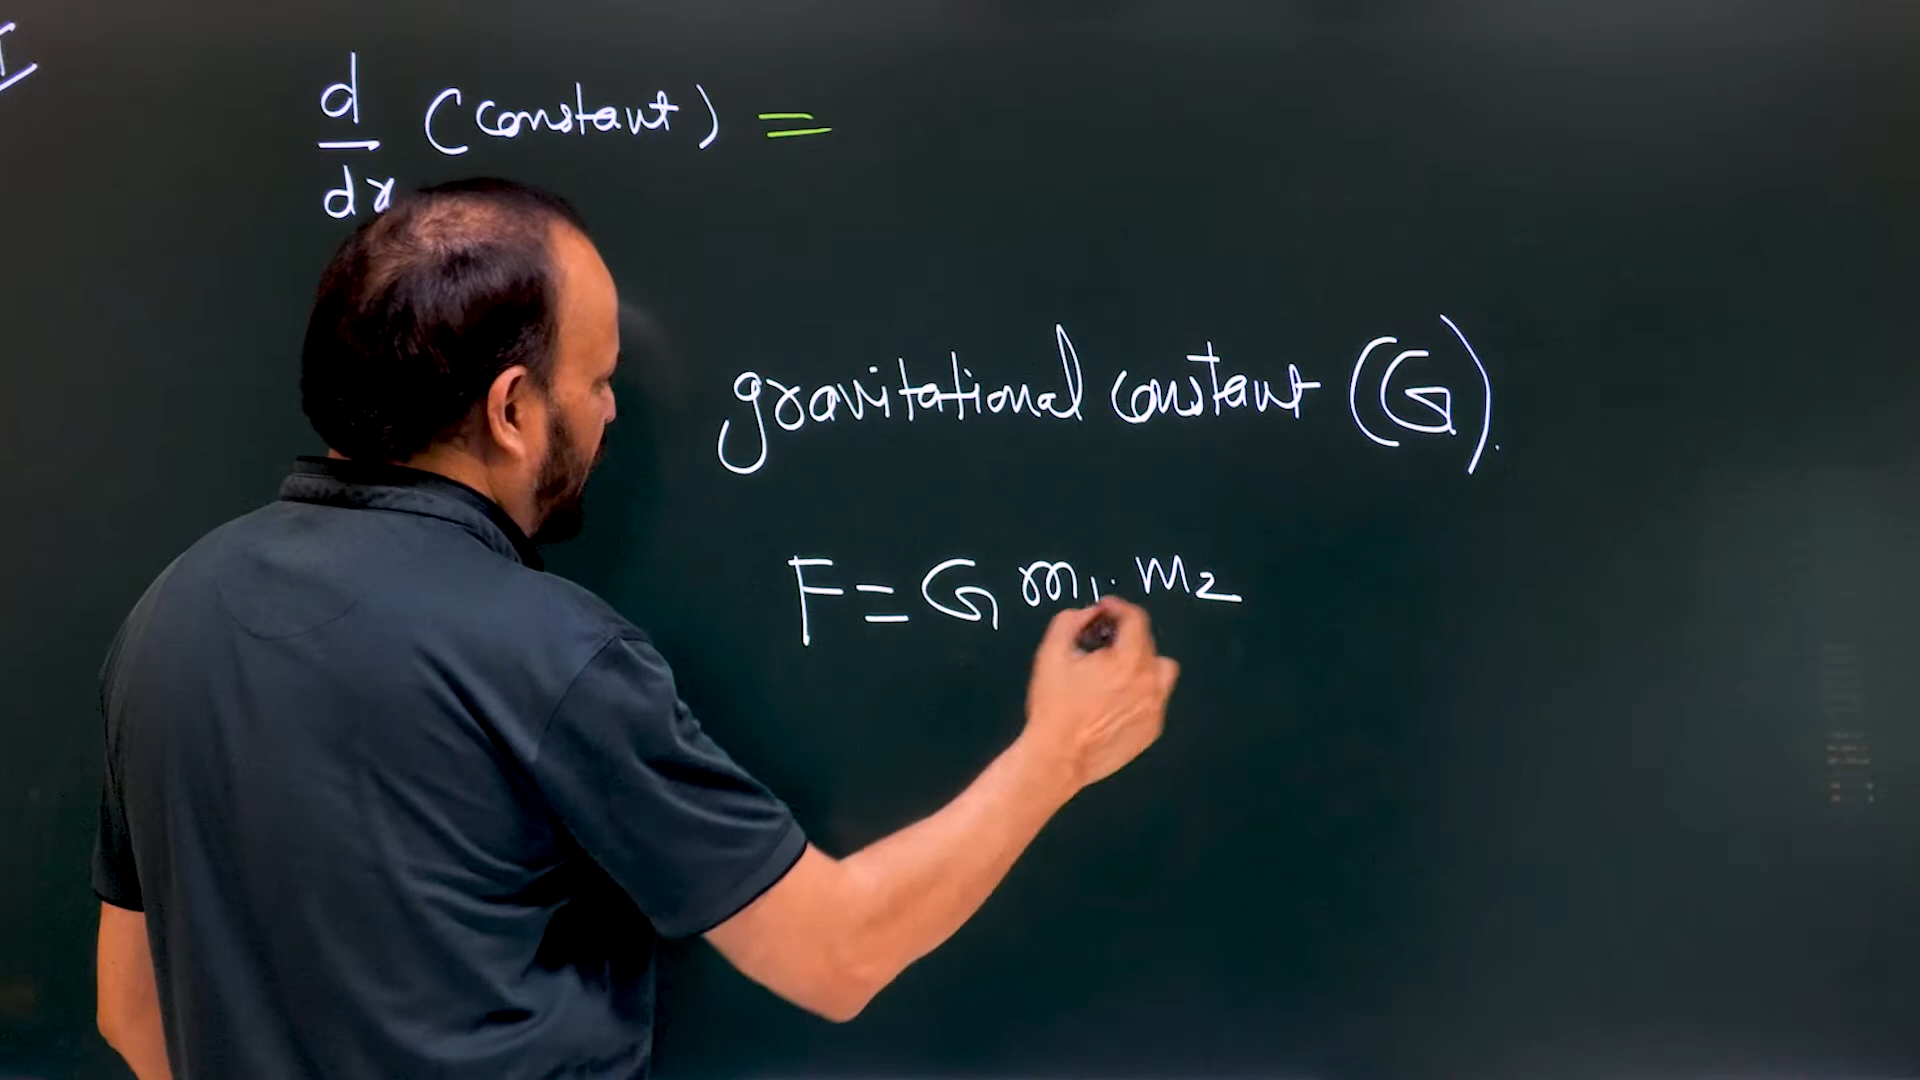 d/dx (constant) =
gravitational constant (G).
F = G m1 . m2